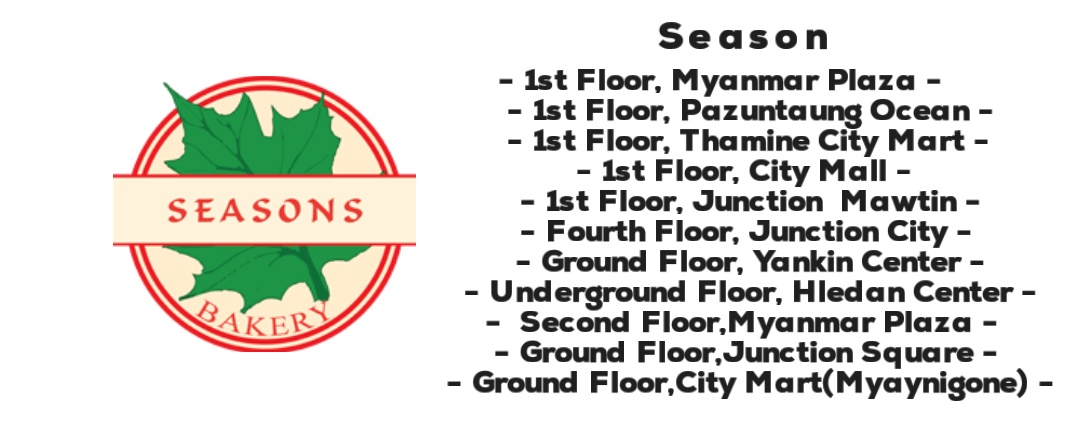 SEASONS
BAKERY
Season
- 1st Floor, Myanmar Plaza -
- 1st Floor, Pazuntaung Ocean -
- 1st Floor, Thamine City Mart -
- 1st Floor, City Mall -
- 1st Floor, Junction  Mawtin -
- Fourth Floor, Junction City -
- Ground Floor, Yankin Center -
- Underground Floor, Hledan Center -
-  Second Floor,Myanmar Plaza -
- Ground Floor,Junction Square -
- Ground Floor,City Mart(Myaynigone) -